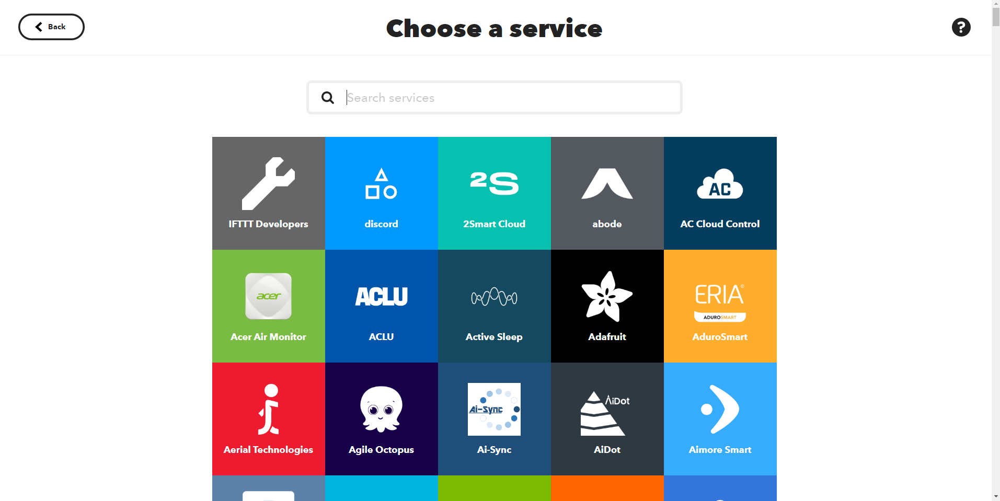 Back
Choose a service
?
Search services
2S
AC
IFTTT Developers
discord
2Smart Cloud
abode
AC Cloud Control
acer
ACLU
ERIA®
ADUROSMART
Acer Air Monitor
ACLU
Active Sleep
Adafruit
AduroSmart
Ai-Sync
AiDot
Aerial Technologies
Agile Octopus
Ai-Sync
AiDot
Aimore Smart